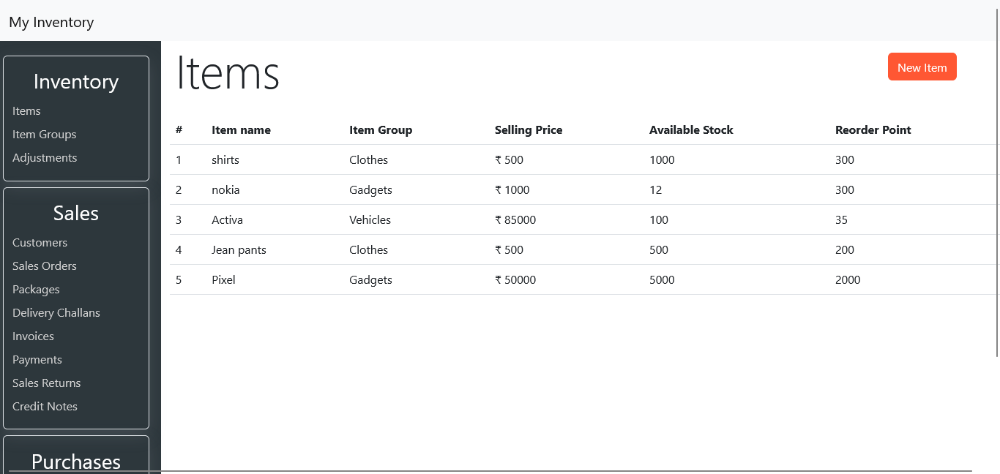 My Inventory
Inventory
Items
Item Groups
Adjustments
Sales
Customers
Sales Orders
Packages
Delivery Challans
Invoices
Payments
Sales Returns
Credit Notes
Purchases
Items
New Item
# Item name Item Group Selling Price Available Stock Reorder Point
1 shirts Clothes ₹ 500 1000 300
2 nokia Gadgets ₹ 1000 12 300
3 Activa Vehicles ₹ 85000 100 35
4 Jean pants Clothes ₹ 500 500 200
5 Pixel Gadgets ₹ 50000 5000 2000